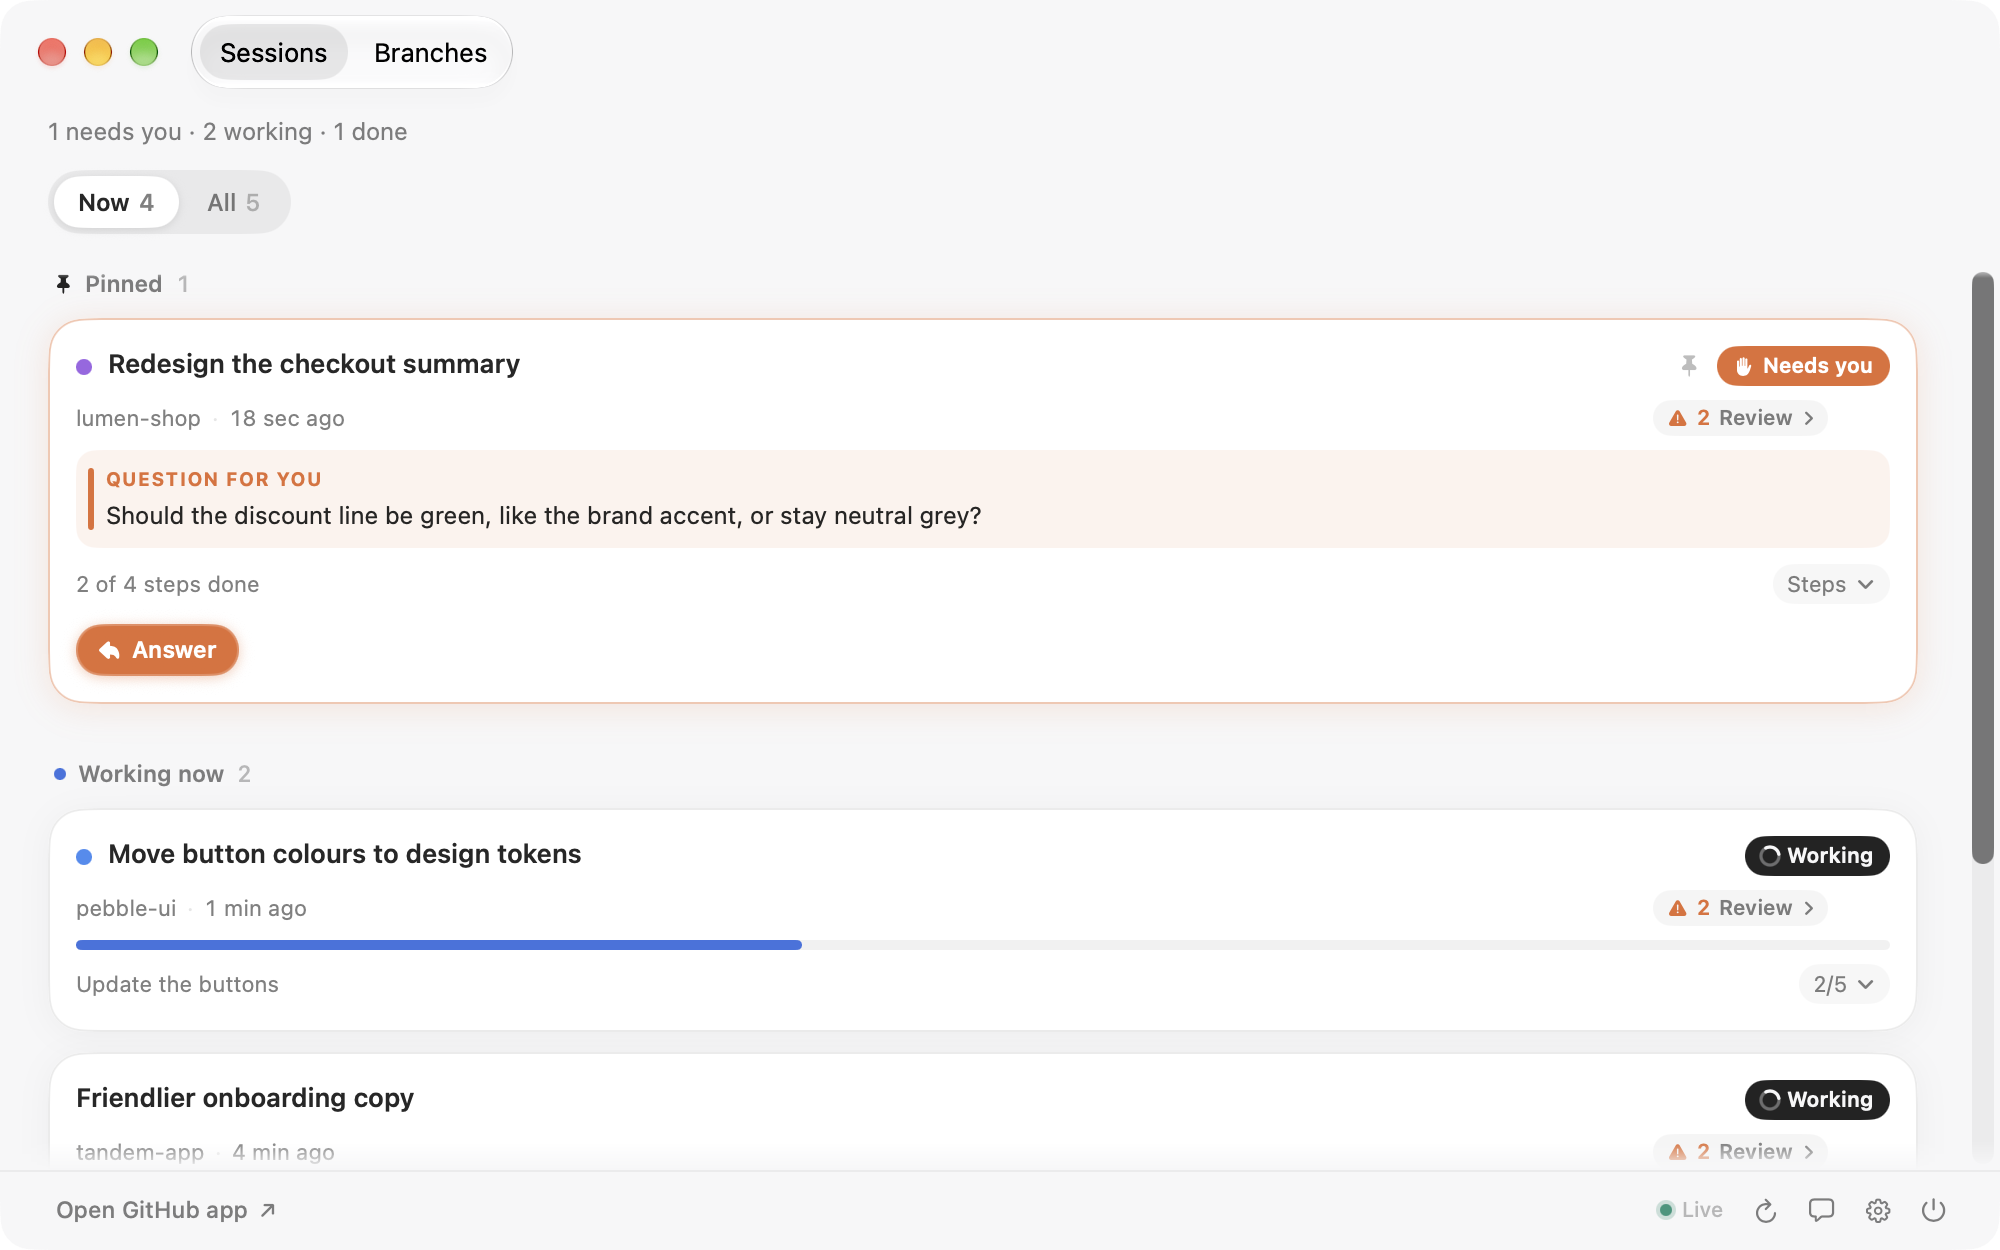 Sessions Branches
1 needs you · 2 working · 1 done
Now 4 All 5
Pinned 1
Redesign the checkout summary
Needs you
lumen-shop · 18 sec ago
2 Review
QUESTION FOR YOU
Should the discount line be green, like the brand accent, or stay neutral grey?
2 of 4 steps done
Steps
Answer
Working now 2
Move button colours to design tokens
Working
pebble-ui · 1 min ago
2 Review
Update the buttons
2/5
Friendlier onboarding copy
Working
tandem-app · 4 min ago
2 Review
Open GitHub app ↗
Live